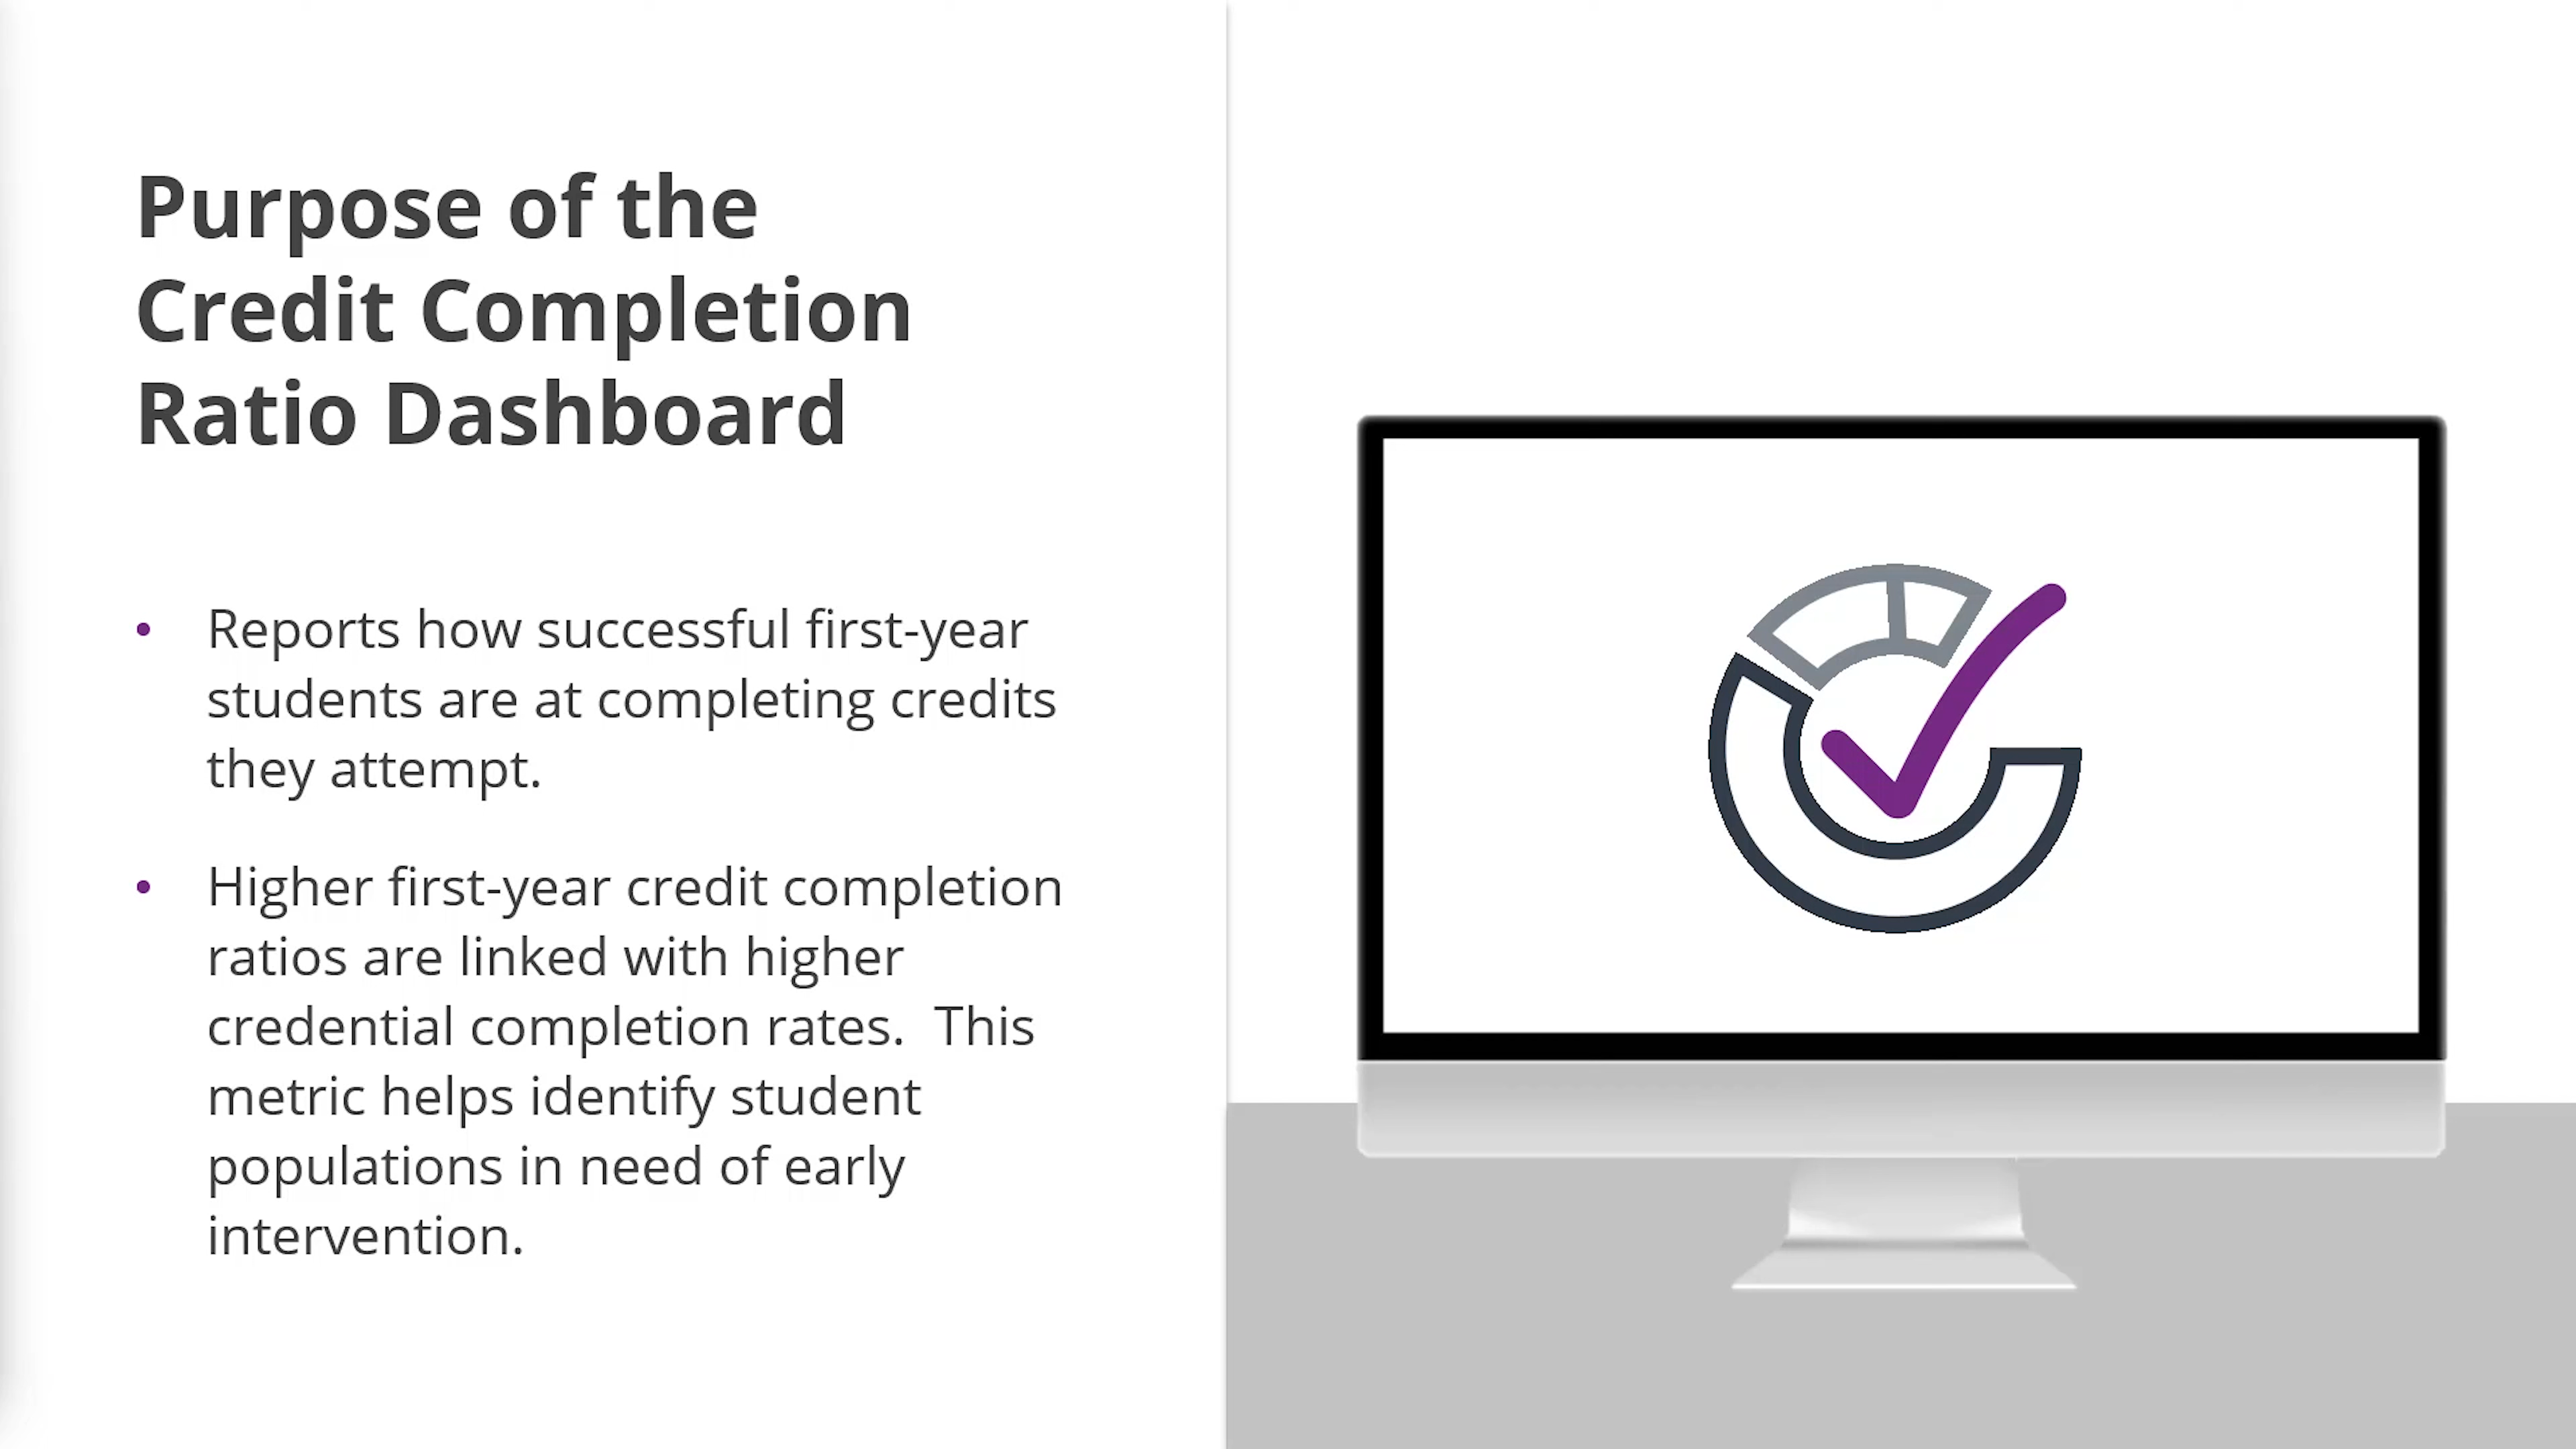 Purpose of the
Credit Completion
Ratio Dashboard
• Reports how successful first-year
students are at completing credits
they attempt.
• Higher first-year credit completion
ratios are linked with higher
credential completion rates.  This
metric helps identify student
populations in need of early
intervention.